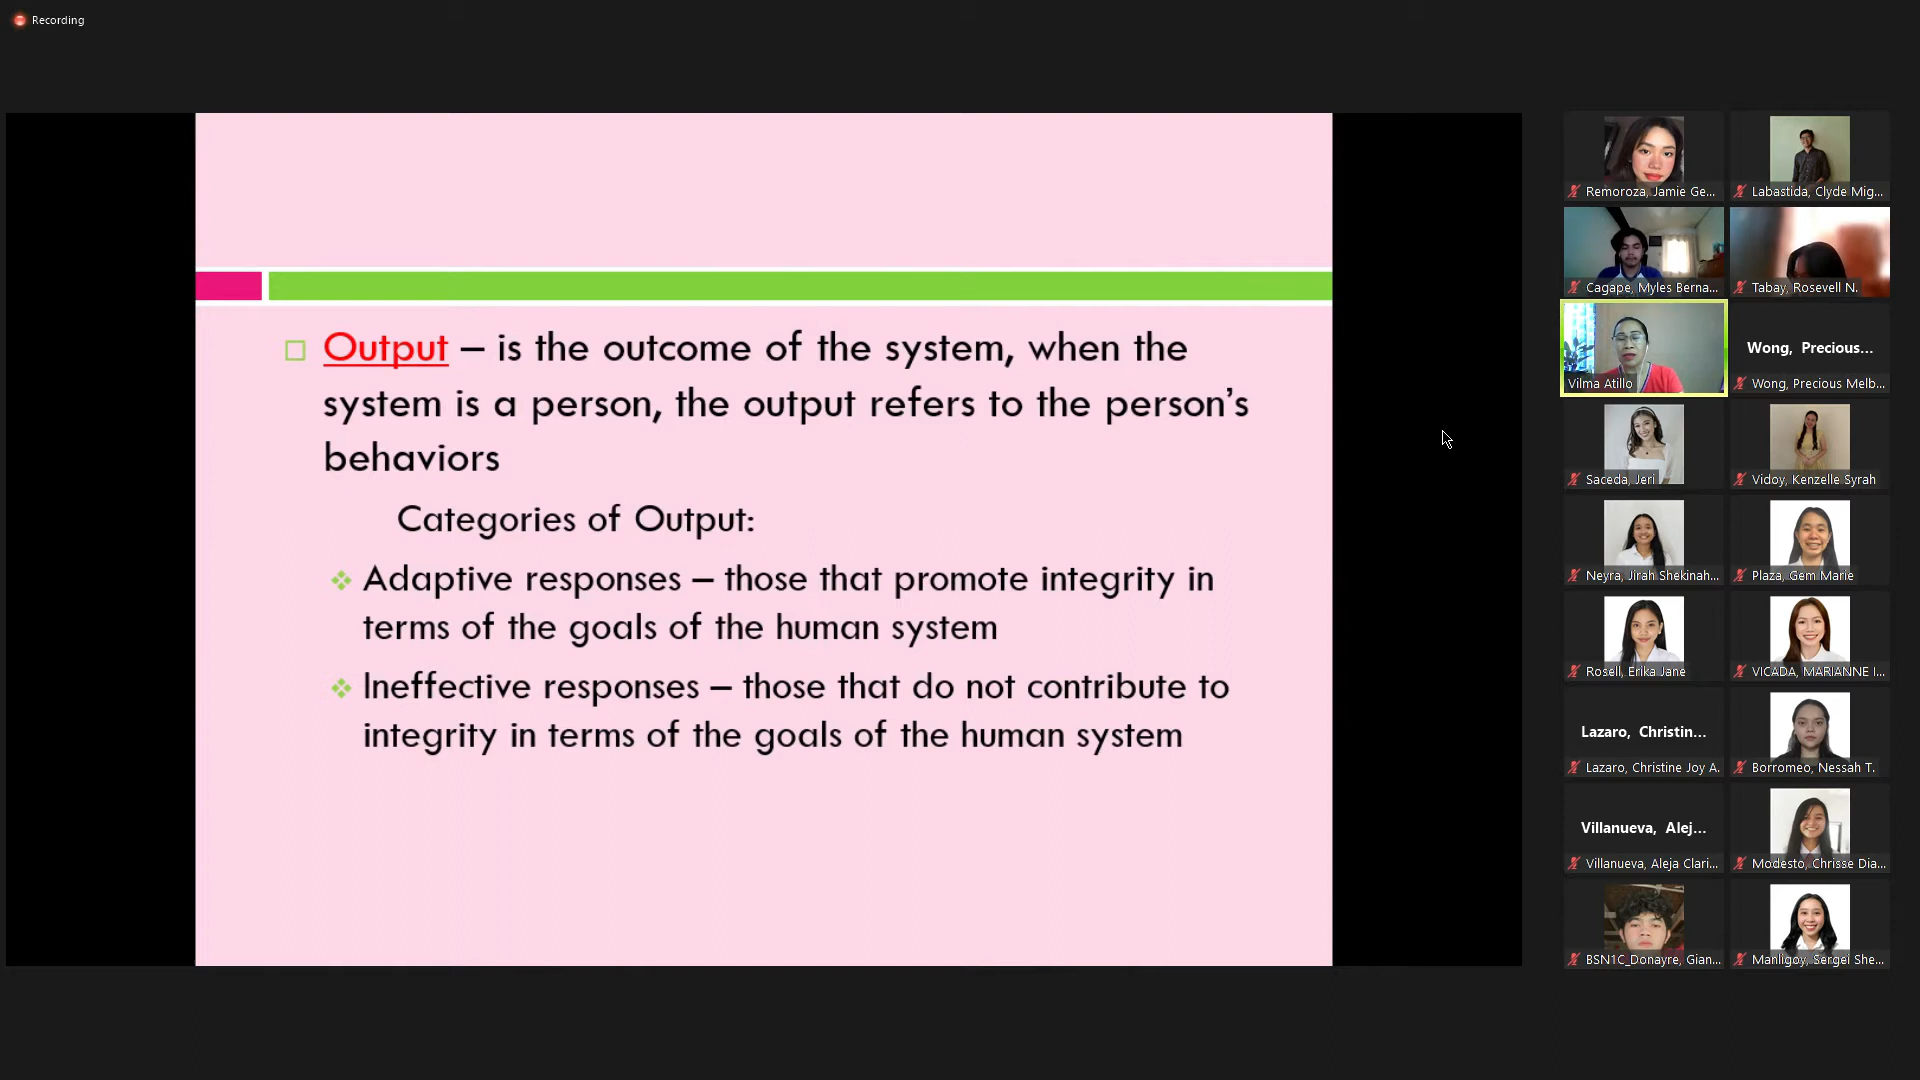 Recording
Output – is the outcome of the system, when the
system is a person, the output refers to the person’s
behaviors
Categories of Output:
Adaptive responses – those that promote integrity in
terms of the goals of the human system
Ineffective responses – those that do not contribute to
integrity in terms of the goals of the human system
Remoroza, Jamie Ge...
Labastida, Clyde Mig...
Cagape, Myles Berna...
Tabay, Rosevell N.
Vilma Atillo
Wong, Precious...
Wong, Precious Melb...
Saceda, Jeri
Vidoy, Kenzelle Syrah
Neyra, Jirah Shekinah...
Plaza, Gem Marie
Rosell, Erika Jane
VICADA, MARIANNE I...
Lazaro, Christin...
Lazaro, Christine Joy A.
Borromeo, Nessah T.
Villanueva, Alej...
Villanueva, Aleja Clari...
Modesto, Chrisse Dia...
BSN1C_Donayre, Gian...
Manligoy, Sergei She...